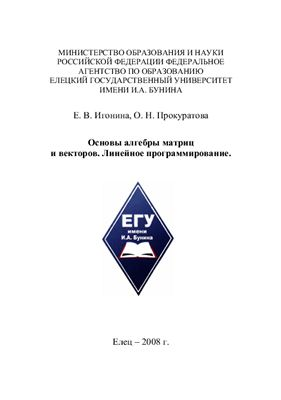 МИНИСТЕРСТВО ОБРАЗОВАНИЯ И НАУКИ
РОССИЙСКОЙ ФЕДЕРАЦИИ ФЕДЕРАЛЬНОЕ
АГЕНТСТВО ПО ОБРАЗОВАНИЮ
ЕЛЕЦКИЙ ГОСУДАРСТВЕННЫЙ УНИВЕРСИТЕТ
ИМЕНИ И.А. БУНИНА
Е. В. Игонина, О. Н. Прокуратова
Основы алгебры матриц
и векторов. Линейное программирование.
ЕГУ
имени
И.А. Бунина
Елец – 2008 г.